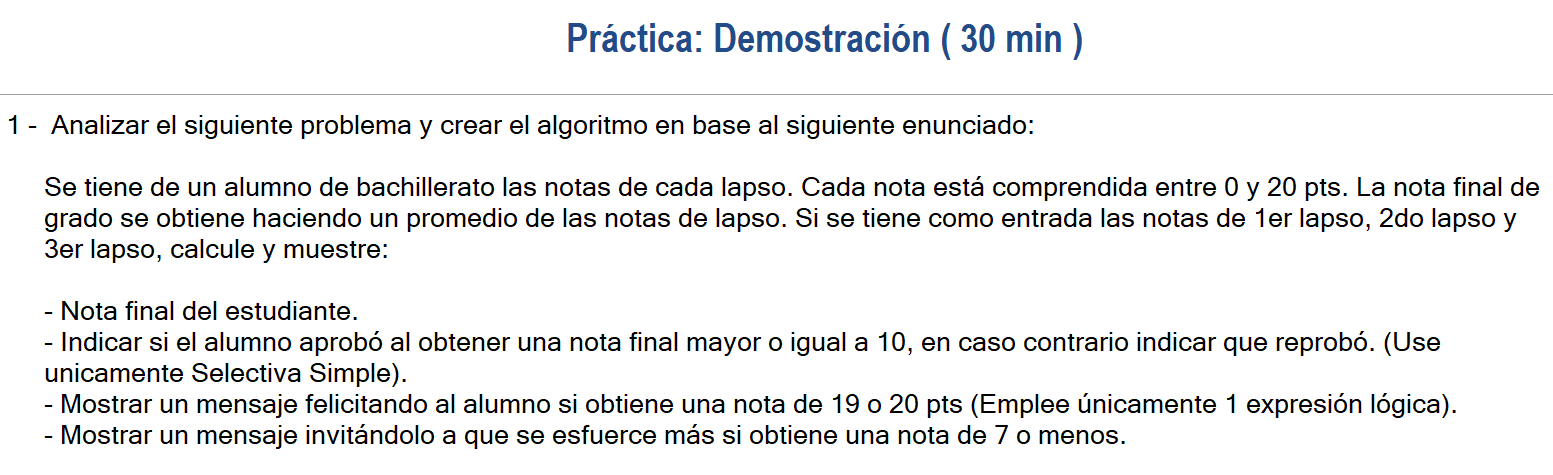 Práctica: Demostración ( 30 min )
1 -  Analizar el siguiente problema y crear el algoritmo en base al siguiente enunciado:
Se tiene de un alumno de bachillerato las notas de cada lapso. Cada nota está comprendida entre 0 y 20 pts. La nota final de
grado se obtiene haciendo un promedio de las notas de lapso. Si se tiene como entrada las notas de 1er lapso, 2do lapso y
3er lapso, calcule y muestre:
- Nota final del estudiante.
- Indicar si el alumno aprobó al obtener una nota final mayor o igual a 10, en caso contrario indicar que reprobó. (Use
unicamente Selectiva Simple).
- Mostrar un mensaje felicitando al alumno si obtiene una nota de 19 o 20 pts (Emplee únicamente 1 expresión lógica).
- Mostrar un mensaje invitándolo a que se esfuerce más si obtiene una nota de 7 o menos.